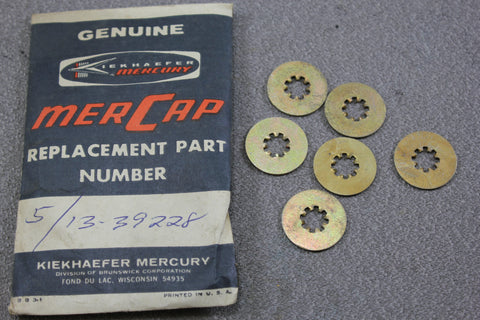 GENUINE
KIEKHAEFER
MERCURY
MERCAP
REPLACEMENT PART
NUMBER
5/13-39228
KIEKHAEFER MERCURY
DIVISION OF BRUNSWICK CORPORATION
FOND DU LAC, WISCONSIN 54935
PRINTED IN U.S.A.